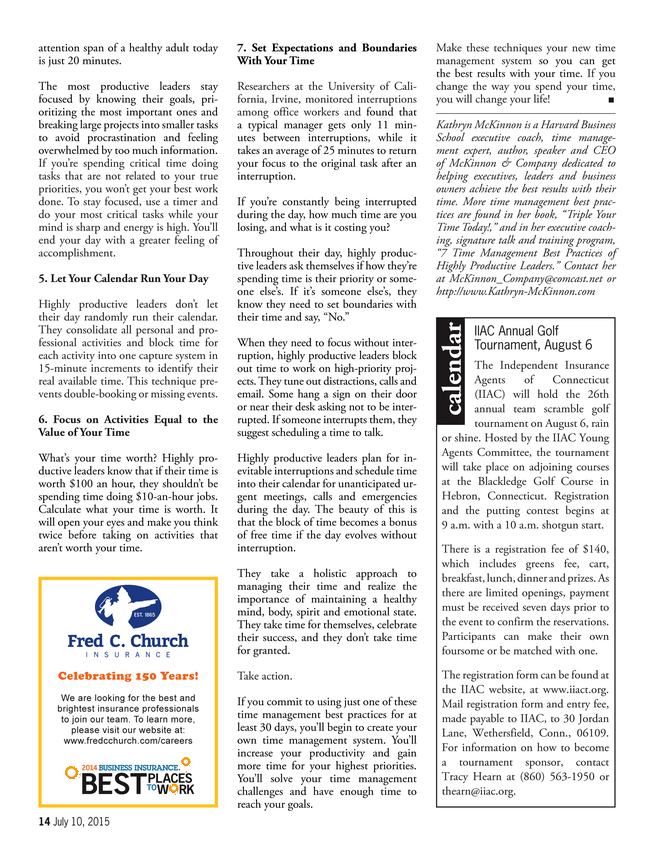 attention span of a healthy adult today
is just 20 minutes.
The most productive leaders stay
focused by knowing their goals, pri-
oritizing the most important ones and
breaking large projects into smaller tasks
to avoid procrastination and feeling
overwhelmed by too much information.
If you're spending critical time doing
tasks that are not related to your true
priorities, you won't get your best work
done. To stay focused, use a timer and
do your most critical tasks while your
mind is sharp and energy is high. You'll
end your day with a greater feeling of
accomplishment.
5. Let Your Calendar Run Your Day
Highly productive leaders don't let
their day randomly run their calendar.
They consolidate all personal and pro-
fessional activities and block time for
each activity into one capture system in
15-minute increments to identify their
real available time. This technique pre-
vents double-booking or missing events.
6. Focus on Activities Equal to the
Value of Your Time
What's your time worth? Highly pro-
ductive leaders know that if their time is
worth $100 an hour, they shouldn't be
spending time doing $10-an-hour jobs.
Calculate what your time is worth. It
will open your eyes and make you think
twice before taking on activities that
aren't worth your time.
EST. 1865
Fred C. Church
INSURANCE
Celebrating 150 Years!
We are looking for the best and
brightest insurance professionals
to join our team. To learn more,
please visit our website at:
www.fredcchurch.com/careers
2014 BUSINESS INSURANCE.
BEST PLACES
TO WORK
14 July 10, 2015
7. Set Expectations and Boundaries
With Your Time
Researchers at the University of Cali-
fornia, Irvine, monitored interruptions
among office workers and found that
a typical manager gets only 11 min-
utes between interruptions, while it
takes an average of 25 minutes to return
your focus to the original task after an
interruption.
If you're constantly being interrupted
during the day, how much time are you
losing, and what is it costing you?
Throughout their day, highly produc-
tive leaders ask themselves if how they're
spending time is their priority or some-
one else's. If it's someone else's, they
know they need to set boundaries with
their time and say, "No."
When they need to focus without inter-
ruption, highly productive leaders block
out time to work on high-priority proj-
ects. They tune out distractions, calls and
email. Some hang a sign on their door
or near their desk asking not to be inter-
rupted. If someone interrupts them, they
suggest scheduling a time to talk.
Highly productive leaders plan for in-
evitable interruptions and schedule time
into their calendar for unanticipated ur-
gent meetings, calls and emergencies
during the day. The beauty of this is
that the block of time becomes a bonus
of free time if the day evolves without
interruption.
They take a holistic approach to
managing their time and realize the
importance of maintaining a healthy
mind, body, spirit and emotional state.
They take time for themselves, celebrate
their success, and they don't take time
for granted.
Take action.
If you commit to using just one of these
time management best practices for at
least 30 days, you'll begin to create your
own time management system. You'll
increase your productivity and gain
more time for your highest priorities.
You'll solve your time management
challenges and have enough time to
reach your goals.
Make these techniques your new time
management system so you can get
the best results with your time. If you
change the way you spend your time,
you will change your life! ■
Kathryn McKinnon is a Harvard Business
School executive coach, time manage-
ment expert, author, speaker and CEO
of McKinnon & Company dedicated to
helping executives, leaders and business
owners achieve the best results with their
time. More time management best prac-
tices are found in her book, "Triple Your
Time Today!," and in her executive coach-
ing, signature talk and training program,
"7 Time Management Best Practices of
Highly Productive Leaders." Contact her
at McKinnon_Company@comcast.net or
http://www.Kathryn-McKinnon.com
calendar
IIAC Annual Golf
Tournament, August 6
The Independent Insurance
Agents of Connecticut
(IIAC) will hold the 26th
annual team scramble golf
tournament on August 6, rain
or shine. Hosted by the IIAC Young
Agents Committee, the tournament
will take place on adjoining courses
at the Blackledge Golf Course in
Hebron, Connecticut. Registration
and the putting contest begins at
9 a.m. with a 10 a.m. shotgun start.
There is a registration fee of $140,
which includes greens fee, cart,
breakfast, lunch, dinner and prizes. As
there are limited openings, payment
must be received seven days prior to
the event to confirm the reservations.
Participants can make their own
foursome or be matched with one.
The registration form can be found at
the IIAC website, at www.iiact.org.
Mail registration form and entry fee,
made payable to IIAC, to 30 Jordan
Lane, Wethersfield, Conn., 06109.
For information on how to become
a tournament sponsor, contact
Tracy Hearn at (860) 563-1950 or
thearn@iiac.org.